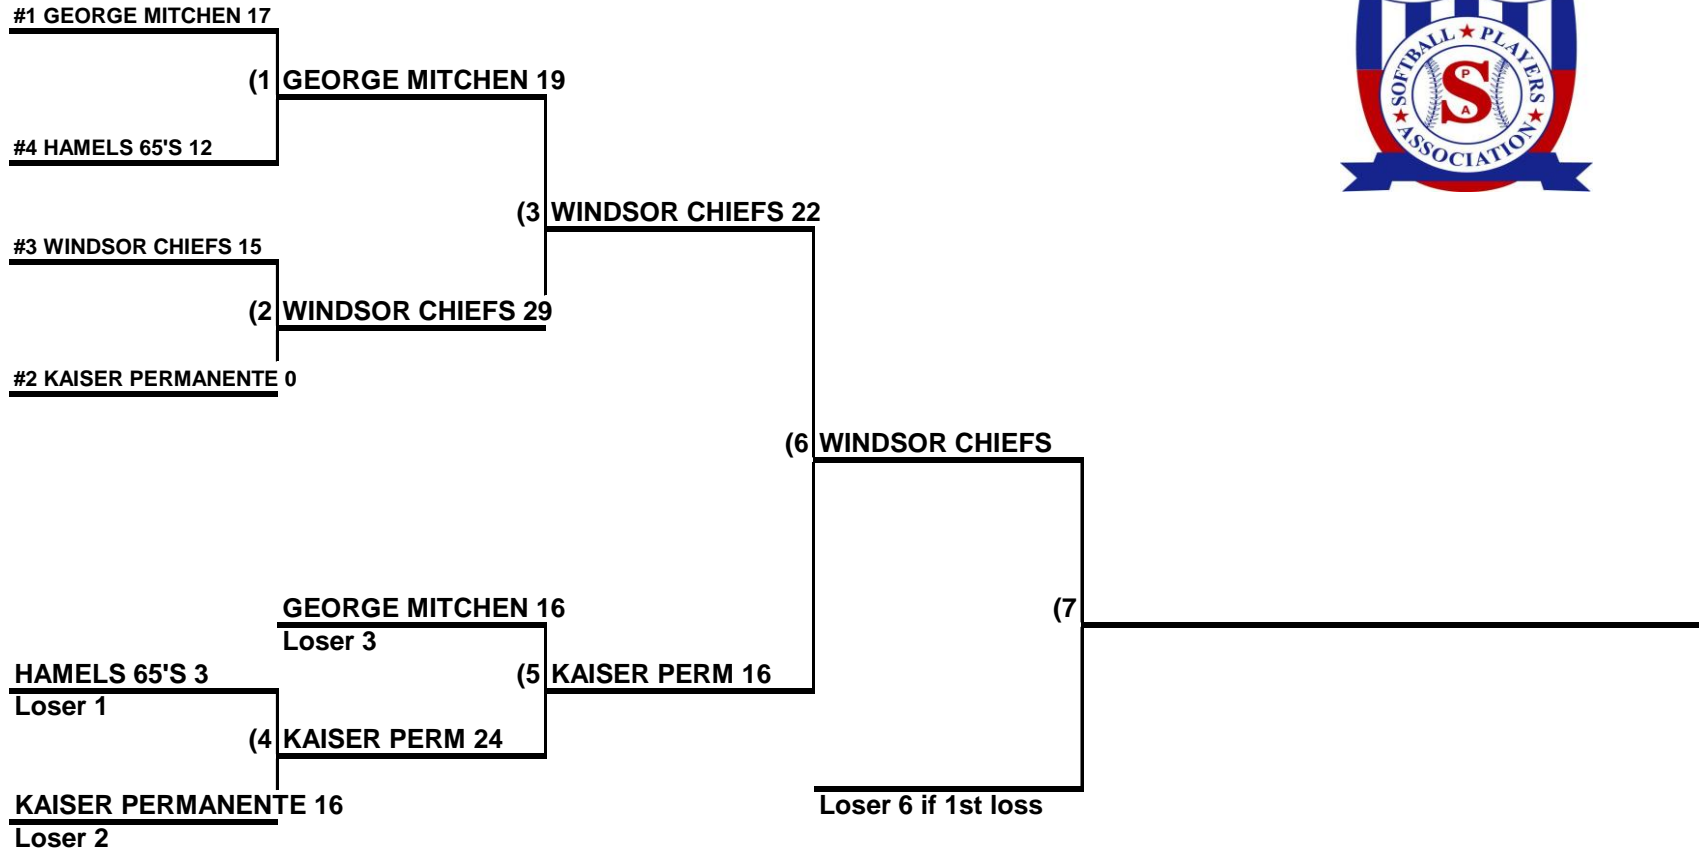 #1 GEORGE MITCHEN 17
(1 GEORGE MITCHEN 19
#4 HAMELS 65'S 12
(3 WINDSOR CHIEFS 22
#3 WINDSOR CHIEFS 15
(2 WINDSOR CHIEFS 29
#2 KAISER PERMANENTE 0
(6 WINDSOR CHIEFS
GEORGE MITCHEN 16
Loser 3
(7
HAMELS 65'S 3
Loser 1
(5 KAISER PERM 16
(4 KAISER PERM 24
KAISER PERMANENTE 16
Loser 2
Loser 6 if 1st loss
SOFTBALL PLAYERS
ASSOCIATION
P
S
A